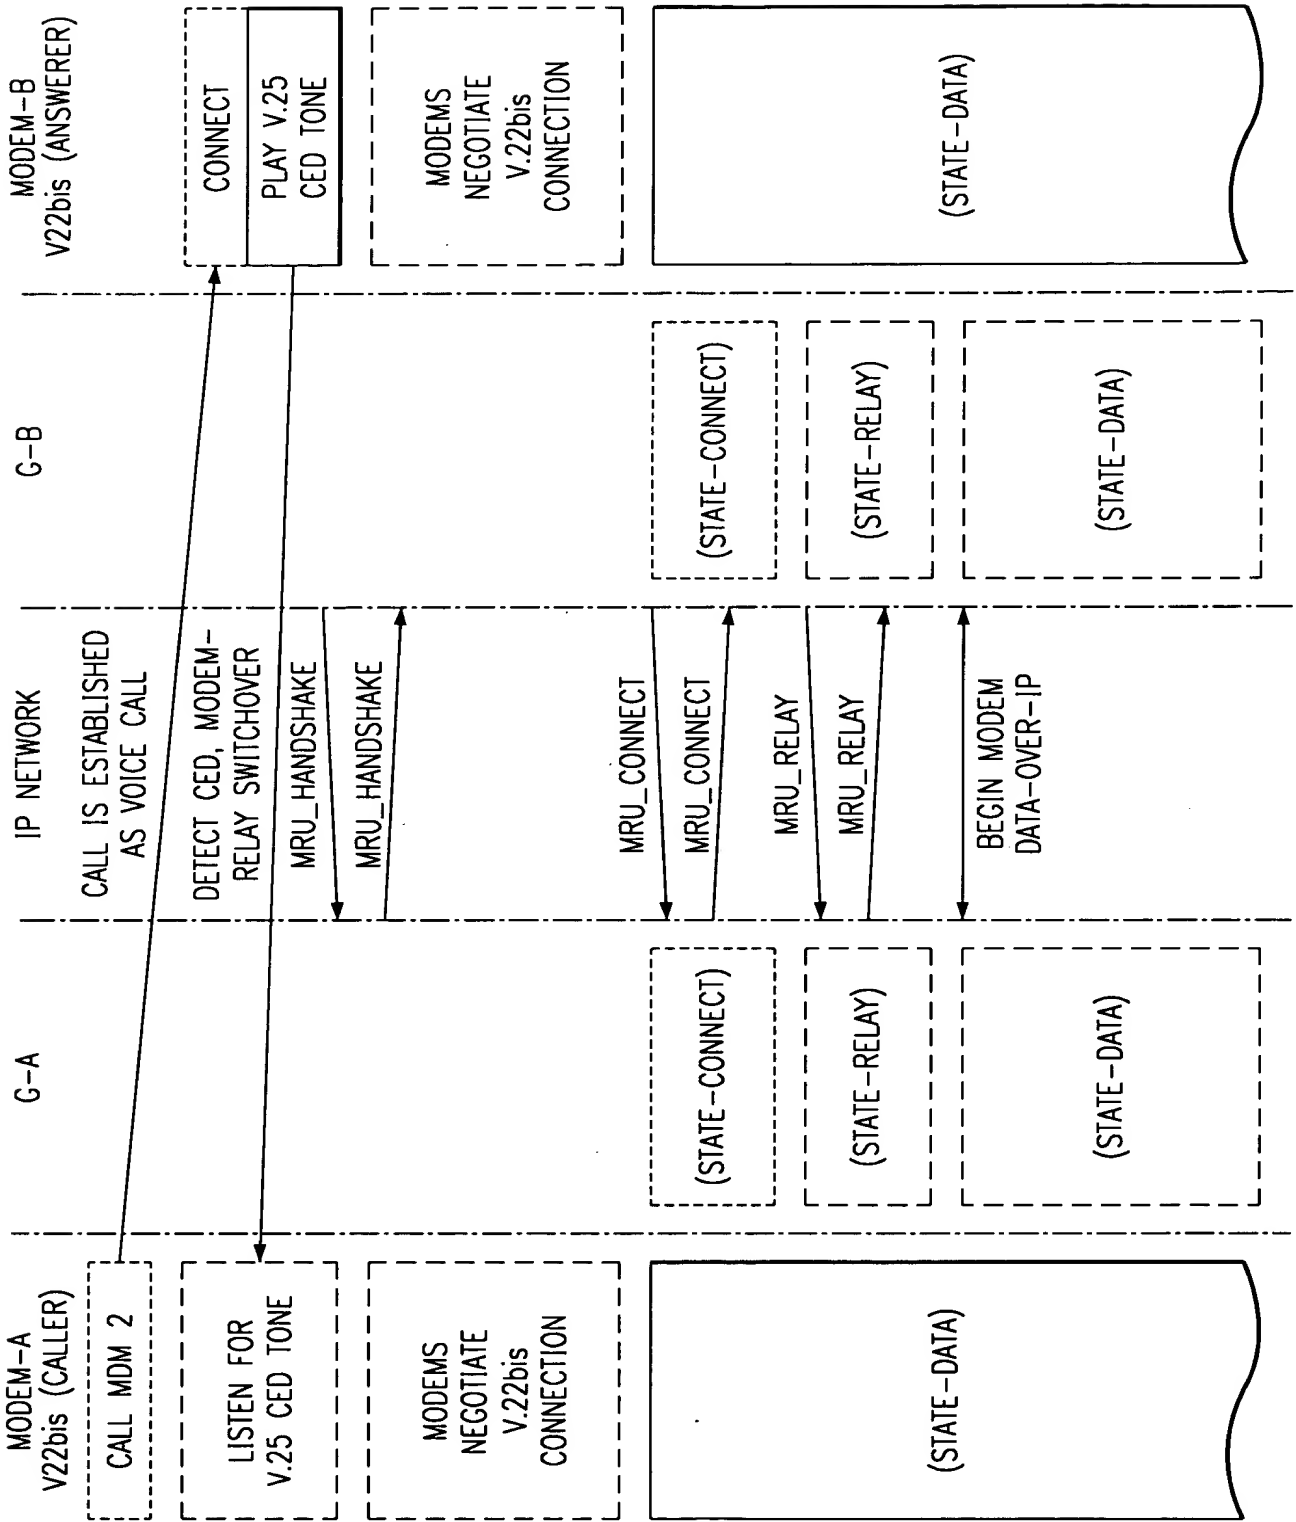 MODEM-A
V22bis (CALLER)
G-A
IP NETWORK
G-B
MODEM-B
V22bis (ANSWERER)
CALL MDM 2
CALL IS ESTABLISHED
AS VOICE CALL
CONNECT
LISTEN FOR
V.25 CED TONE
DETECT CED, MODEM-
RELAY SWITCHOVER
PLAY V.25
CED TONE
MRU_HANDSHAKE
MRU_HANDSHAKE
MODEMS
NEGOTIATE
V.22bis
CONNECTION
MODEMS
NEGOTIATE
V.22bis
CONNECTION
(STATE-DATA)
(STATE-CONNECT)
MRU_CONNECT
MRU_CONNECT
(STATE-CONNECT)
(STATE-DATA)
(STATE-RELAY)
MRU_RELAY
MRU_RELAY
(STATE-RELAY)
(STATE-DATA)
BEGIN MODEM
DATA-OVER-IP
(STATE-DATA)